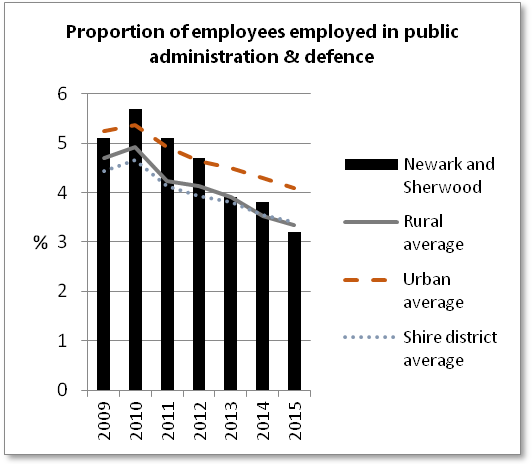 Proportion of employees employed in public
administration & defence
6
5
4
3
2
1
0
%
2009
2010
2011
2012
2013
2014
2015
Newark and
Sherwood
Rural
average
Urban
average
Shire district
average